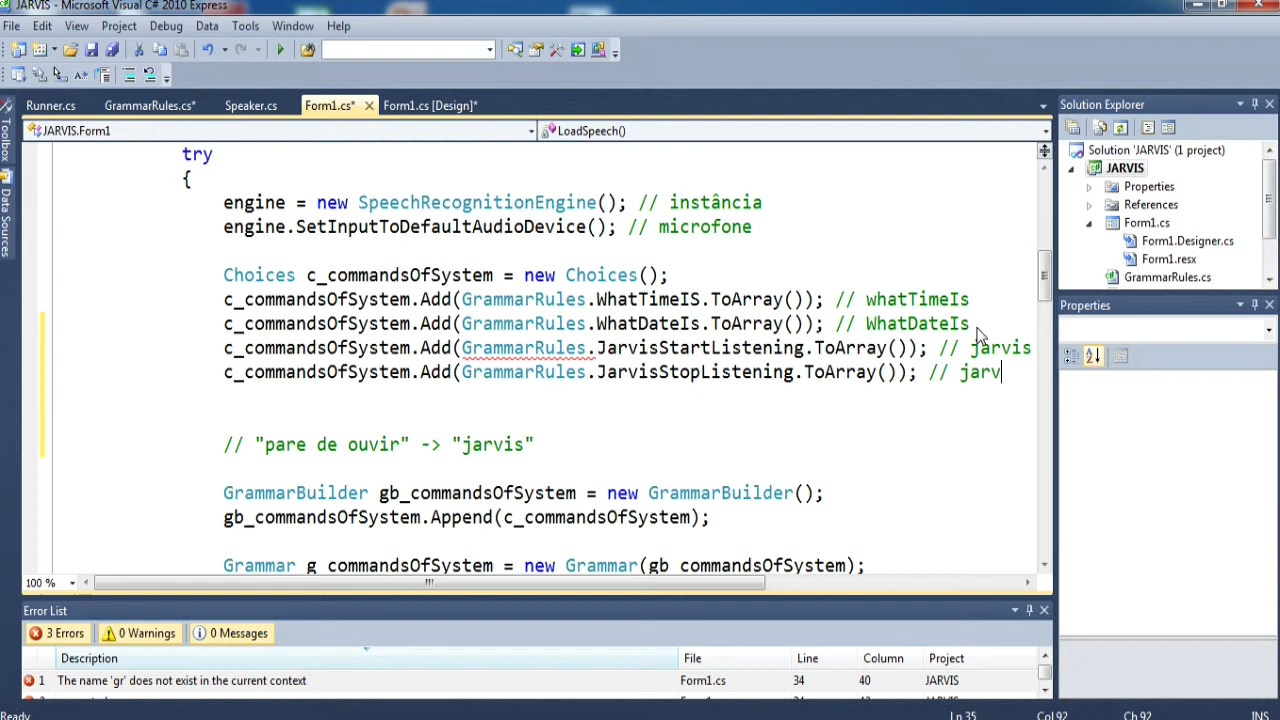 JARVIS - Microsoft Visual C# 2010 Express
File Edit View Project Debug Data Tools Window Help
Runner.cs GrammarRules.cs* Speaker.cs Form1.cs* Form1.cs [Design]*
JARVIS.Form1 LoadSpeech()
try
{
engine = new SpeechRecognitionEngine(); // instância
engine.SetInputToDefaultAudioDevice(); // microfone
Choices c_commandsOfSystem = new Choices();
c_commandsOfSystem.Add(GrammarRules.WhatTimeIS.ToArray()); // whatTimeIs
c_commandsOfSystem.Add(GrammarRules.WhatDateIs.ToArray()); // WhatDateIs
c_commandsOfSystem.Add(GrammarRules.JarvisStartListening.ToArray()); // jarvis
c_commandsOfSystem.Add(GrammarRules.JarvisStopListening.ToArray()); // jarv
// "pare de ouvir" -> "jarvis"
GrammarBuilder gb_commandsOfSystem = new GrammarBuilder();
gb_commandsOfSystem.Append(c_commandsOfSystem);
Grammar g_commandsOfSystem = new Grammar(gb_commandsOfSystem);
100 %
Toolbox
Data Sources
Solution Explorer
Solution 'JARVIS' (1 project)
JARVIS
Properties
References
Form1.cs
Form1.Designer.cs
Form1.resx
GrammarRules.cs
Properties
Error List
3 Errors 0 Warnings 0 Messages
Description File Line Column Project
1 The name 'gr' does not exist in the current context Form1.cs 34 40 JARVIS
Ready Ln 35 Col 92 Ch 92 INS